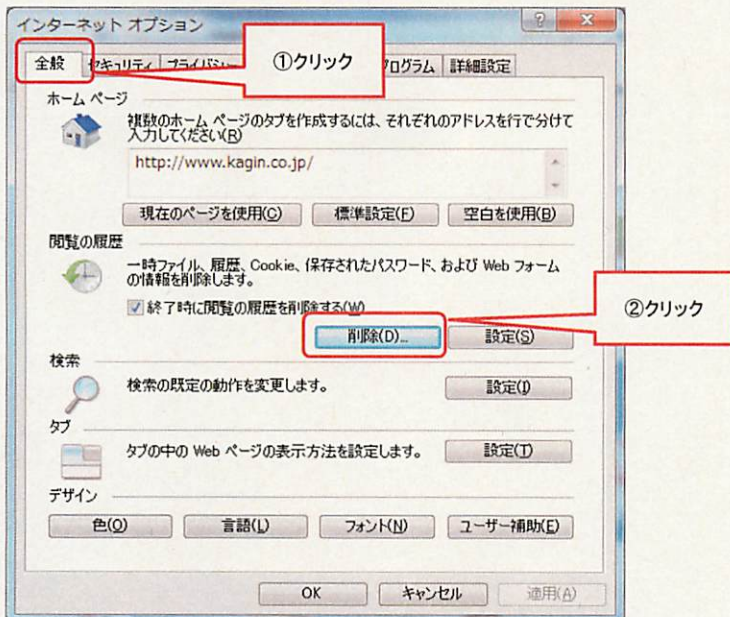 インターネット オプション
全般
セキュリティ
①クリック
詳細設定
ホーム ページ
複数のホーム ページのタブを作成するには、それぞれのアドレスを行で分けて
入力してください(R)
http://www.kagin.co.jp/
現在のページを使用(C)
標準設定(F)
空白を使用(B)
閲覧の履歴
一時ファイル、履歴、Cookie、保存されたパスワード、および Web フォーム
の情報を削除します。
終了時に閲覧の履歴を削除する(W)
②クリック
削除(D)...
設定(S)
検索
検索の既定の動作を変更します。
設定(I)
タブ
タブの中の Web ページの表示方法を設定します。
設定(T)
デザイン
色(O)
言語(L)
フォント(N)
ユーザー補助(E)
OK
キャンセル
適用(A)